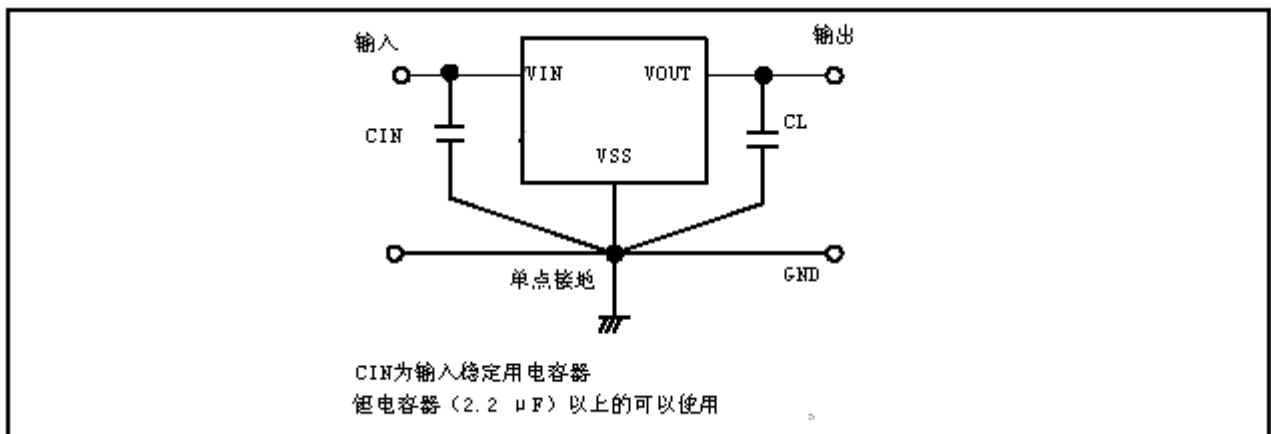 输入
输出
VIN
VOUT
CIN
CL
VSS
单点接地
GND
CIN为输入稳定用电容器
钽电容器（2.2 μF）以上的可以使用